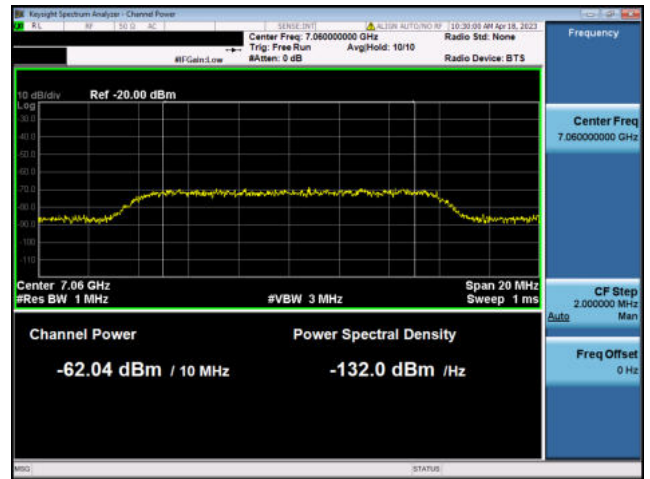 Keysight Spectrum Analyzer - Channel Power
RL RF 50 Ω AC SENSE:INT ALIGN AUTO/NO RF 10:30:00 AM Apr 18, 2023
Center Freq: 7.060000000 GHz Radio Std: None
Trig: Free Run Avg|Hold: 10/10
#IFGain:Low #Atten: 0 dB Radio Device: BTS
Frequency
10 dB/div Ref -20.00 dBm
Log
-30.0
-40.0
-50.0
-60.0
-70.0
-80.0
-90.0
-100
-110
Center 7.06 GHz Span 20 MHz
#Res BW 1 MHz #VBW 3 MHz Sweep 1 ms
Channel Power Power Spectral Density
-62.04 dBm / 10 MHz -132.0 dBm /Hz
Center Freq
7.060000000 GHz
CF Step
2.000000 MHz
Auto Man
Freq Offset
0 Hz
MSG STATUS